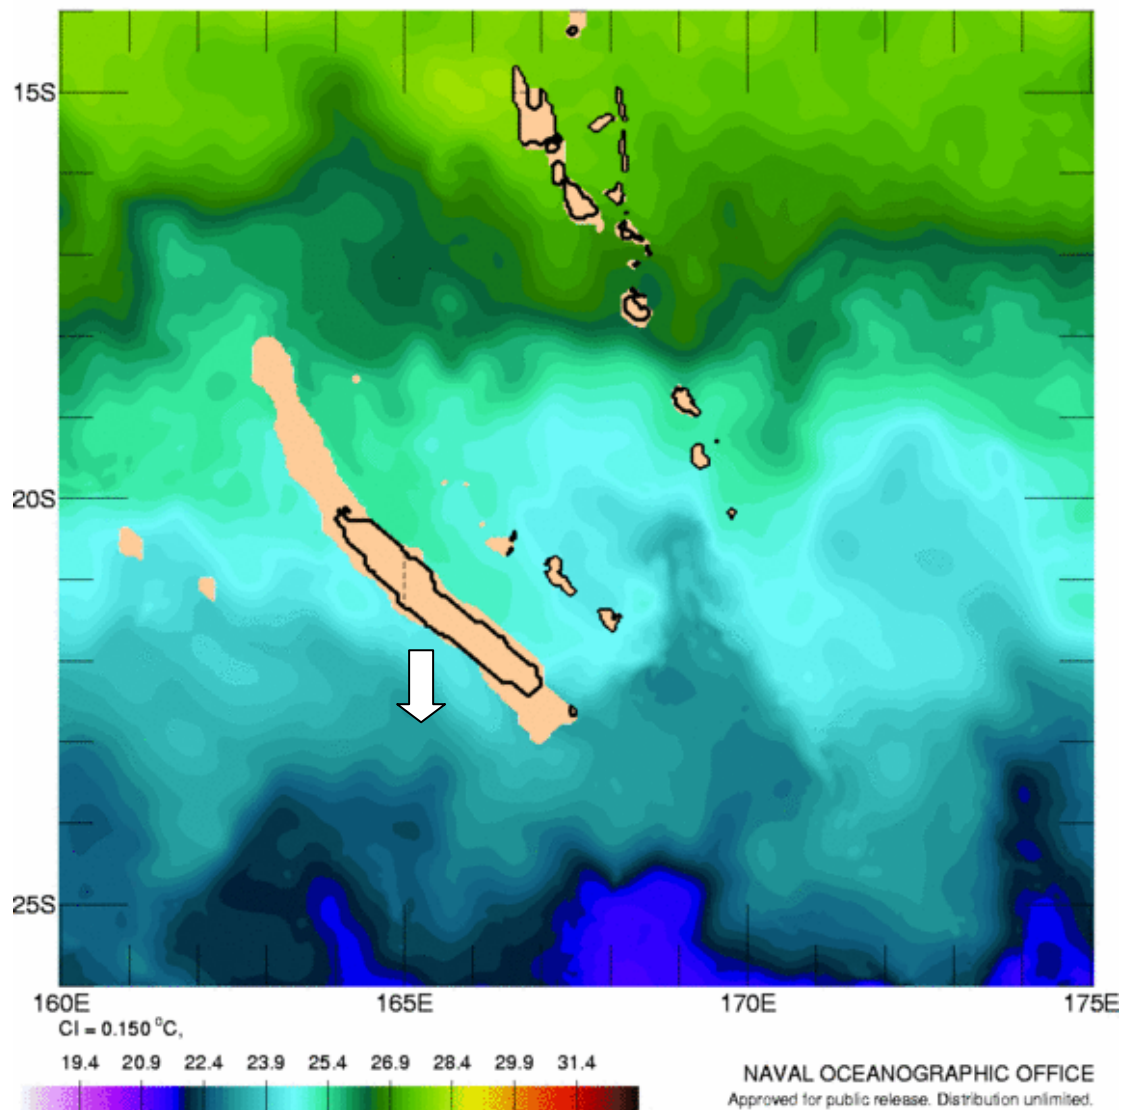 15S
20S
25S
160E 165E 170E 175E
CI = 0.150 °C,
19.4 20.9 22.4 23.9 25.4 26.9 28.4 29.9 31.4
NAVAL OCEANOGRAPHIC OFFICE
Approved for public release. Distribution unlimited.